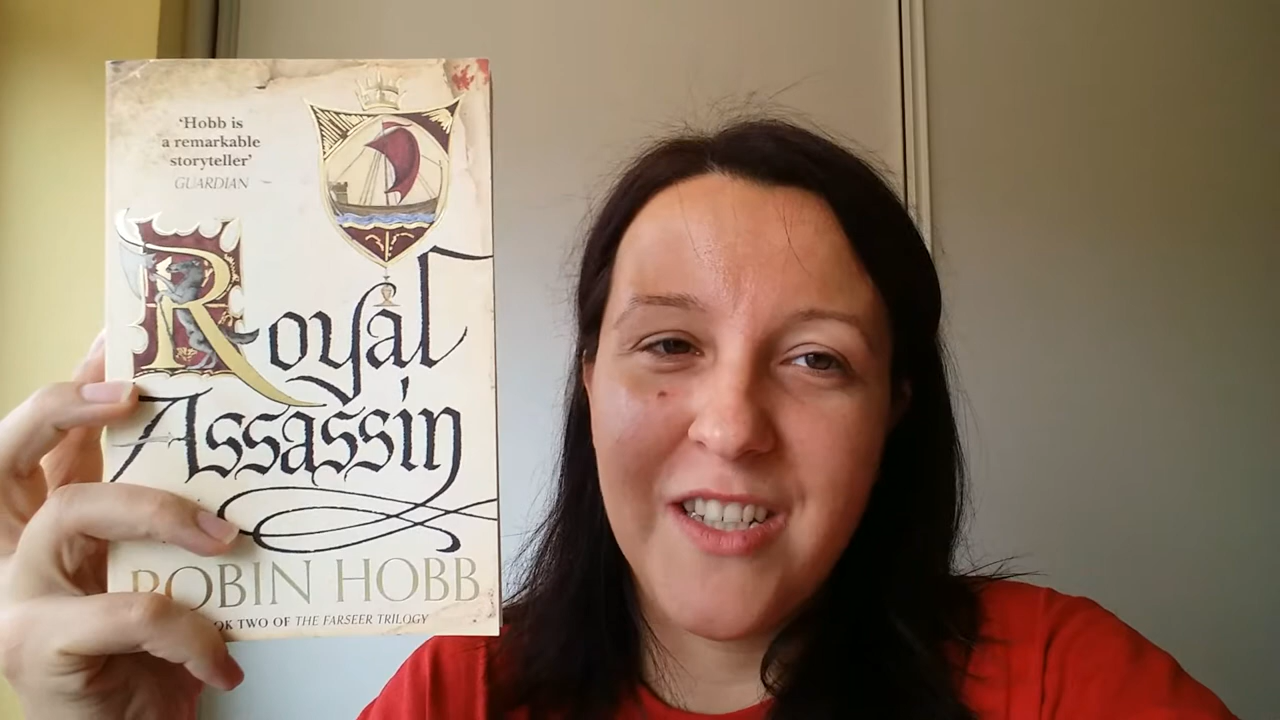 'Hobb is
a remarkable
storyteller'
GUARDIAN
Royal
Assassin
ROBIN HOBB
OK TWO OF THE FARSEER TRILOGY